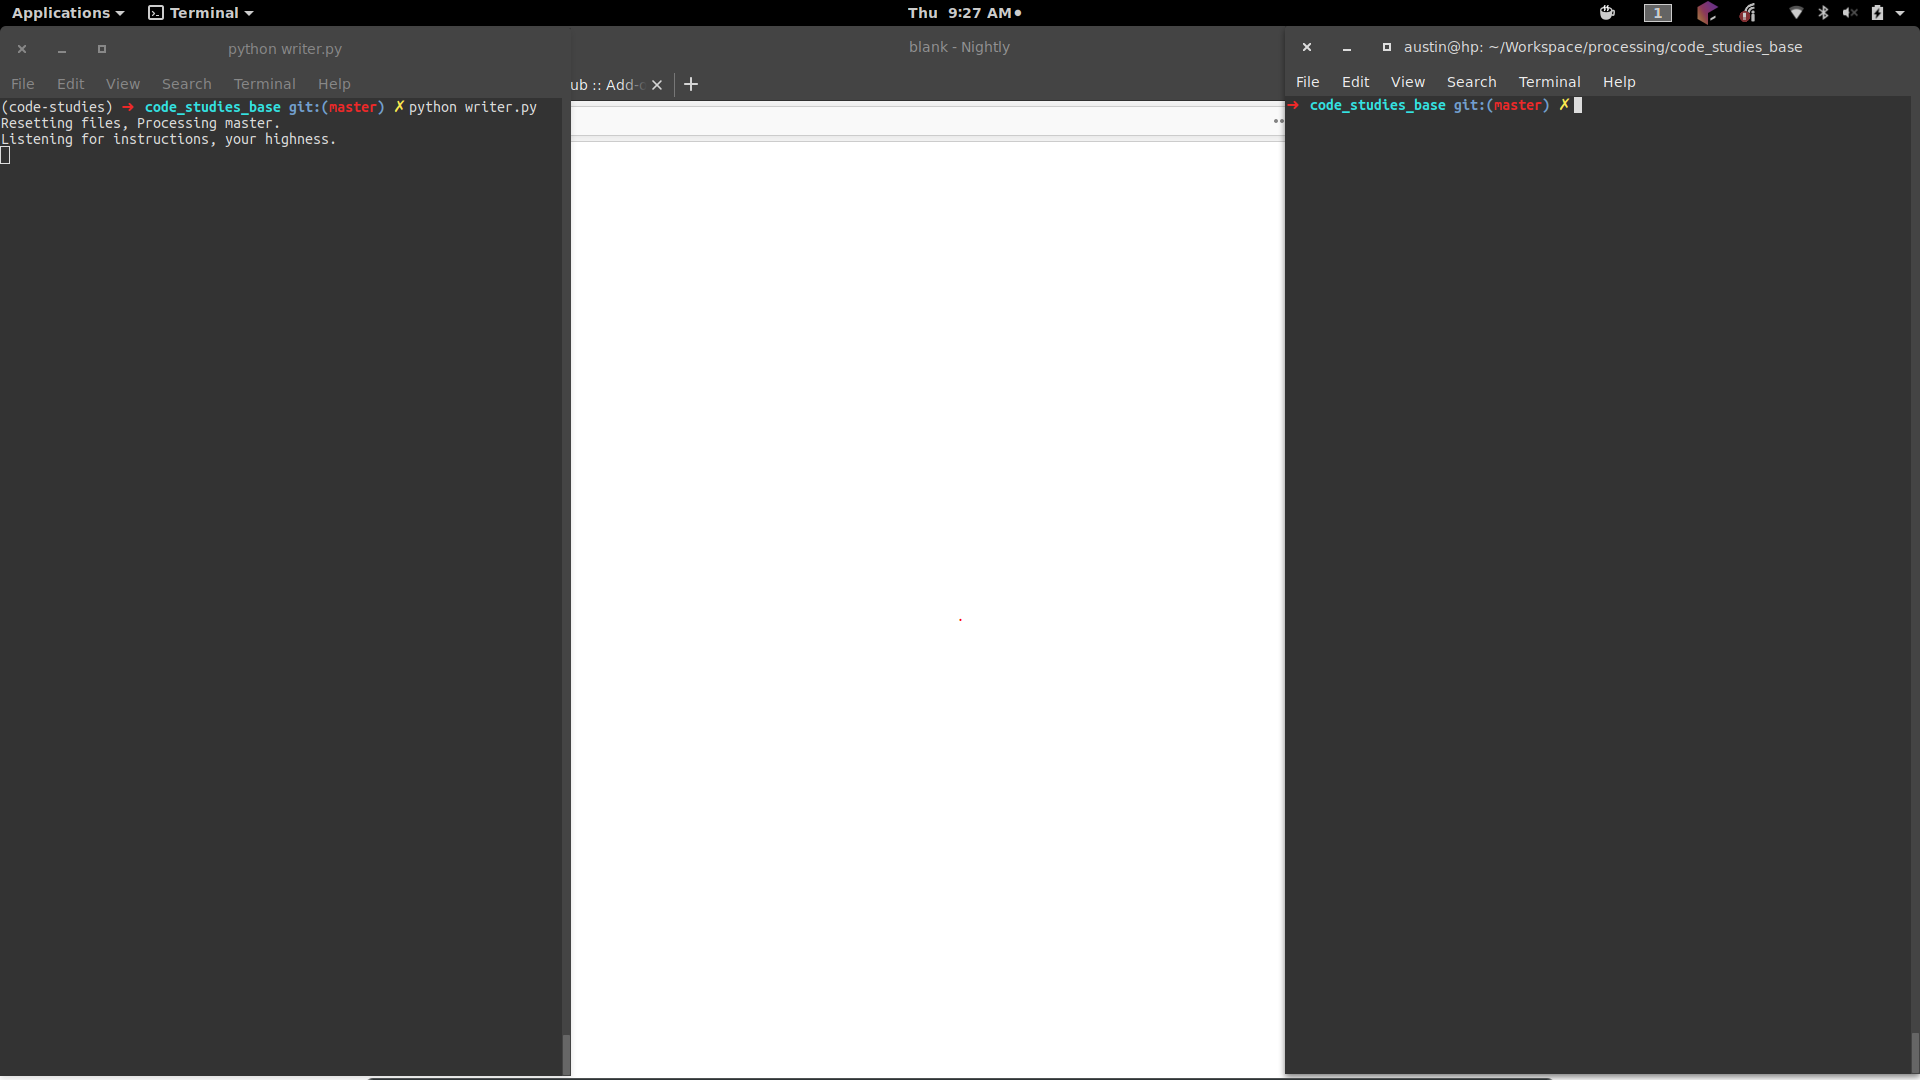 Applications Terminal Thu 9:27 AM 1
python writer.py
File Edit View Search Terminal Help
(code-studies) ➜ code_studies_base git:(master) ✗ python writer.py
Resetting files, Processing master.
Listening for instructions, your highness.
blank - Nightly
ub :: Add-
austin@hp: ~/Workspace/processing/code_studies_base
File Edit View Search Terminal Help
➜ code_studies_base git:(master) ✗